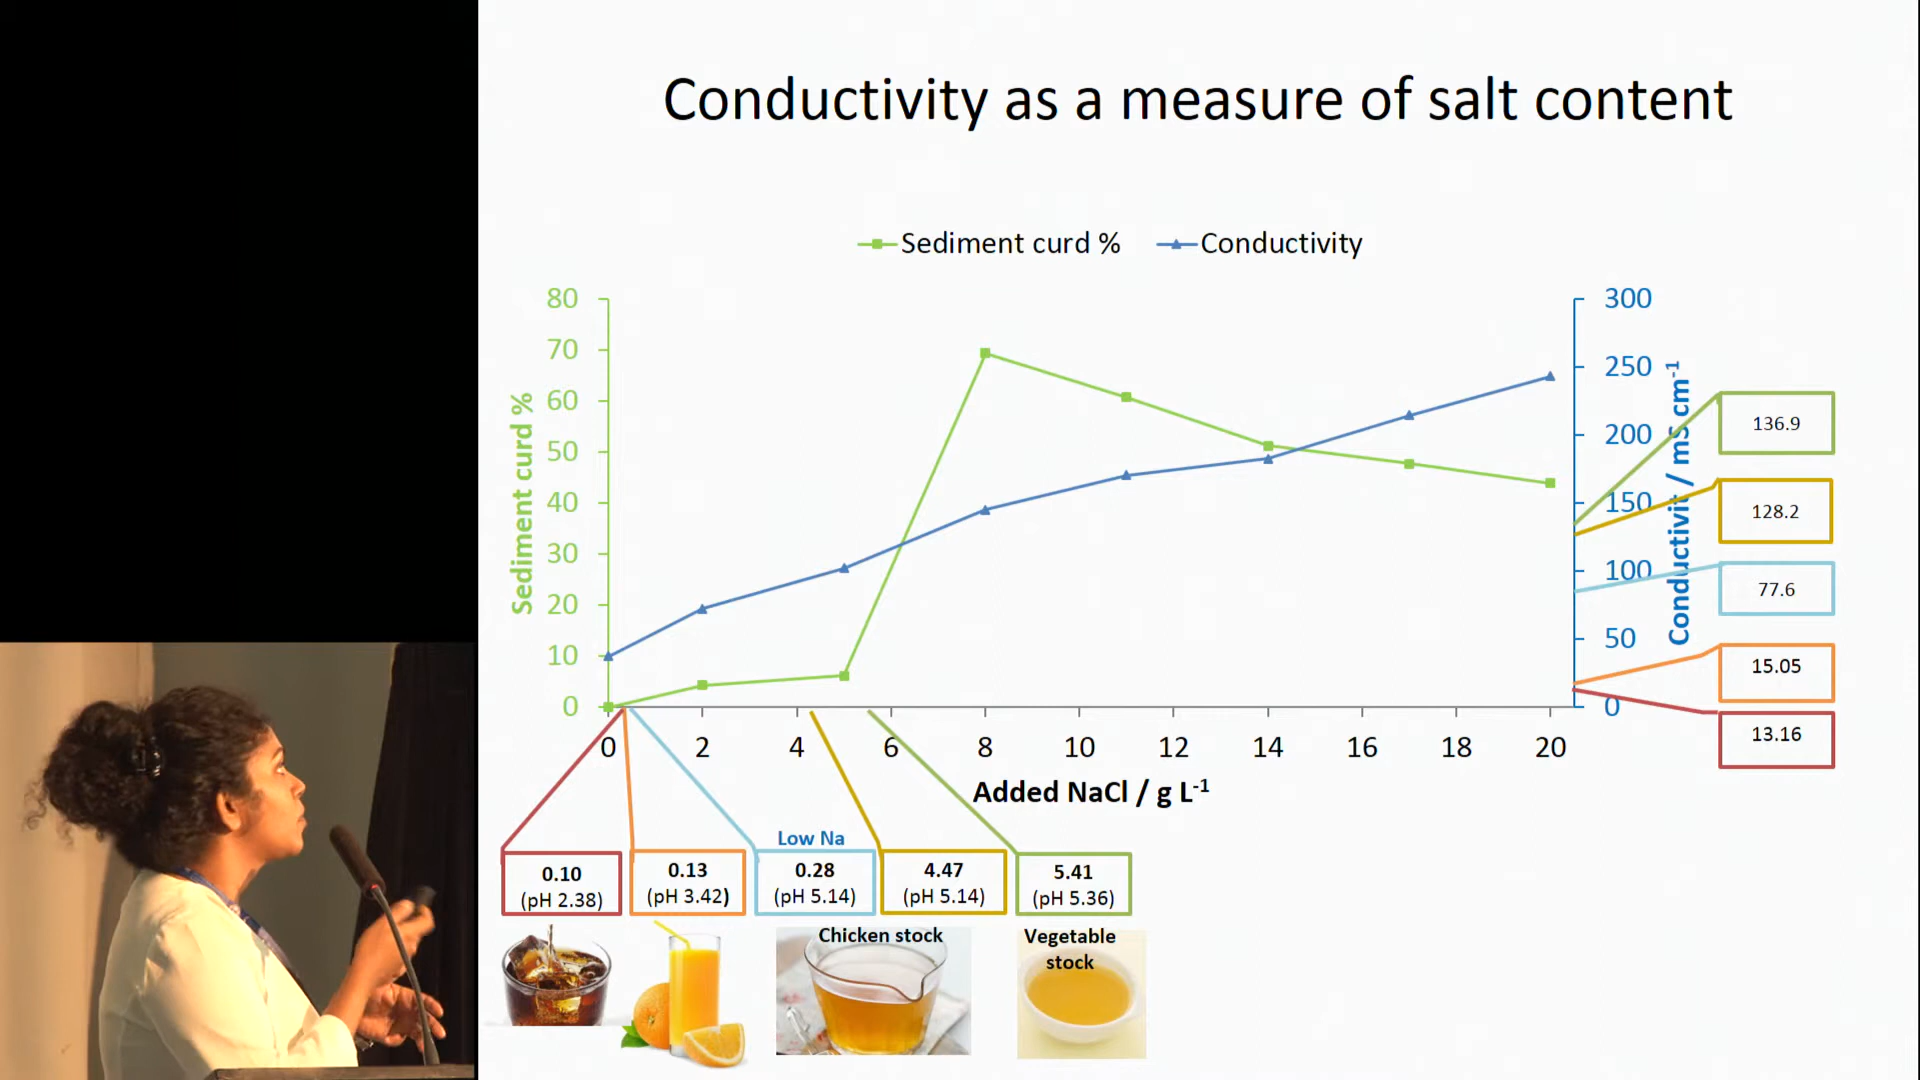 Conductivity as a measure of salt content
Sediment curd %
Conductivity
80
70
60
50
40
30
20
10
0
Sediment curd %
300
250
200
150
100
50
0
Conductivit / mS cm-1
136.9
128.2
77.6
15.05
13.16
0 2 4 6 8 10 12 14 16 18 20
Added NaCl / g L-1
Low Na
0.10
(pH 2.38)
0.13
(pH 3.42)
0.28
(pH 5.14)
4.47
(pH 5.14)
5.41
(pH 5.36)
Chicken stock
Vegetable
stock